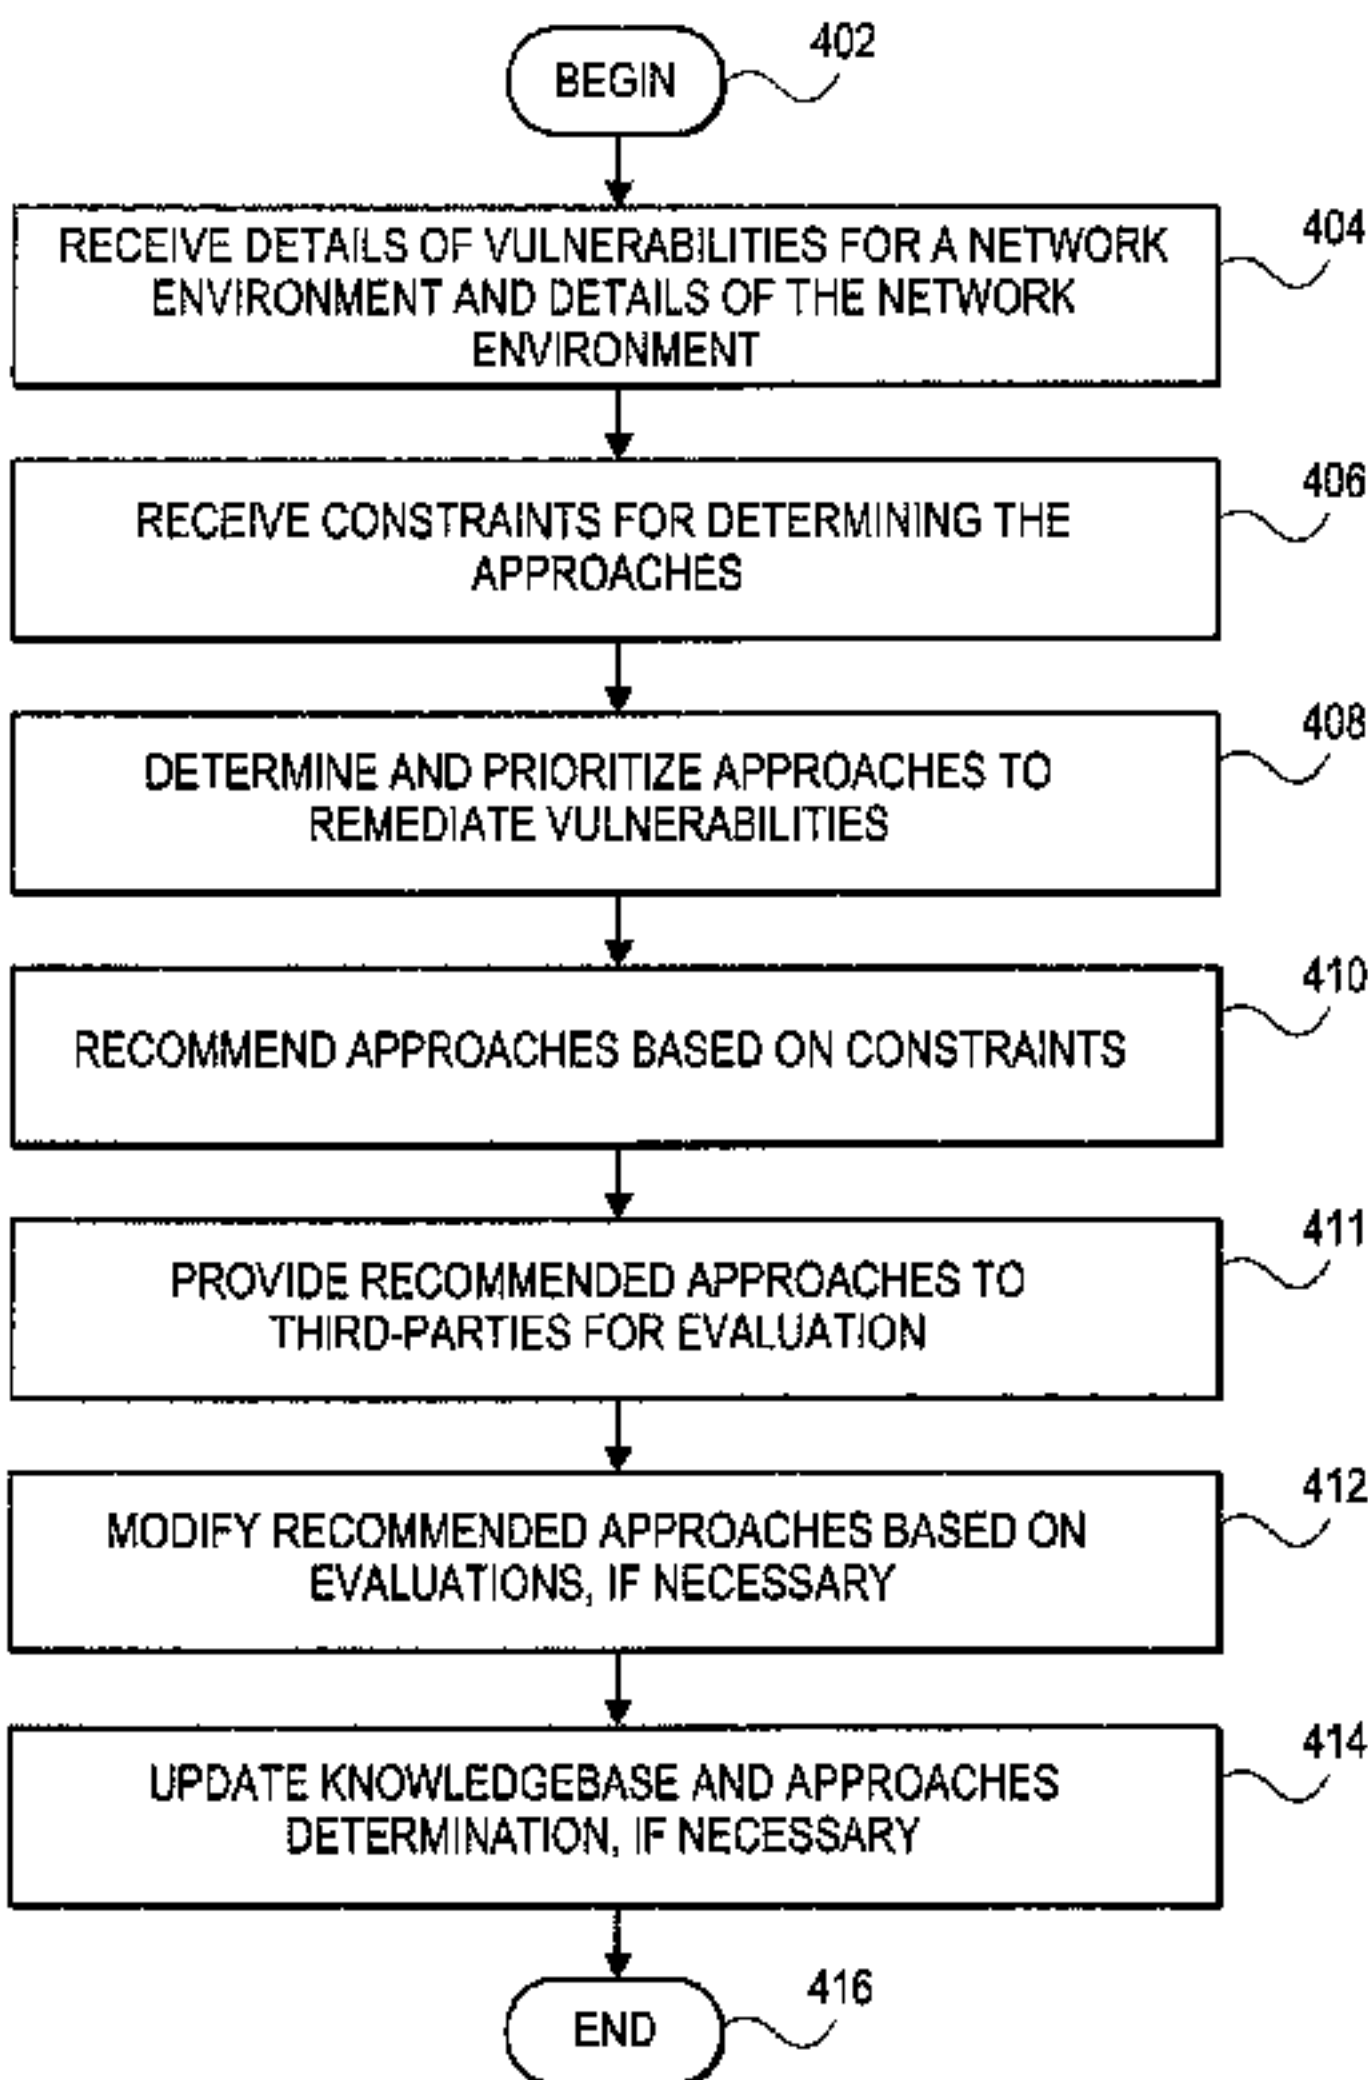 BEGIN
402
RECEIVE DETAILS OF VULNERABILITIES FOR A NETWORK
ENVIRONMENT AND DETAILS OF THE NETWORK
ENVIRONMENT
404
RECEIVE CONSTRAINTS FOR DETERMINING THE
APPROACHES
406
DETERMINE AND PRIORITIZE APPROACHES TO
REMEDIATE VULNERABILITIES
408
RECOMMEND APPROACHES BASED ON CONSTRAINTS
410
PROVIDE RECOMMENDED APPROACHES TO
THIRD-PARTIES FOR EVALUATION
411
MODIFY RECOMMENDED APPROACHES BASED ON
EVALUATIONS, IF NECESSARY
412
UPDATE KNOWLEDGEBASE AND APPROACHES
DETERMINATION, IF NECESSARY
414
END
416